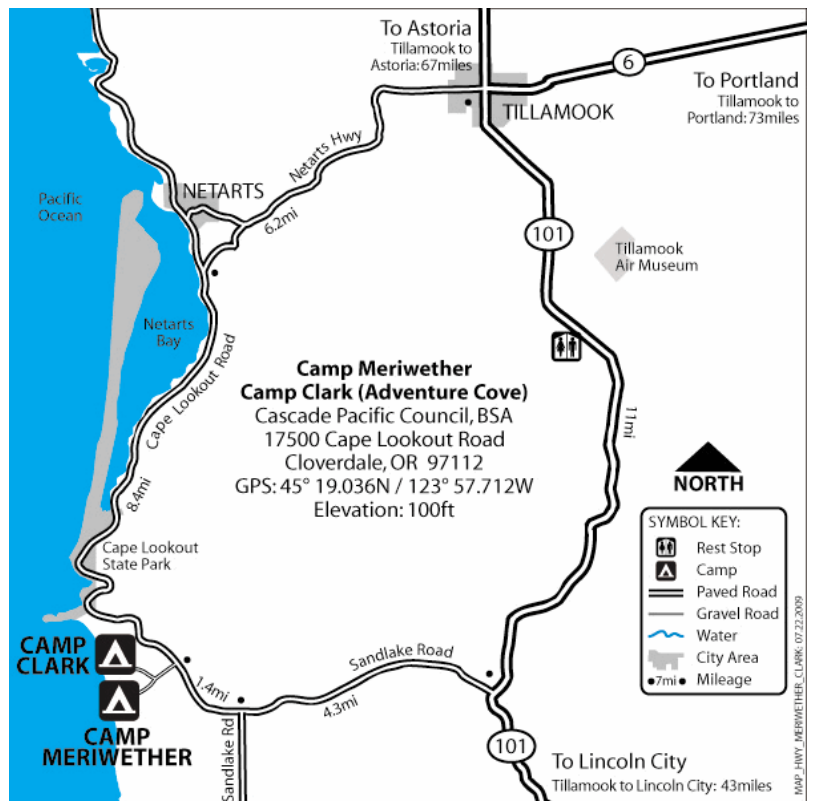 To Astoria
Tillamook to
Astoria: 67miles
6
To Portland
Tillamook to
Portland: 73miles
TILLAMOOK
Netarts Hwy
NETARTS
6.2mi
Pacific
Ocean
101
Tillamook
Air Museum
Netarts
Bay
Cape Lookout Road
8.4mi
11mi
Camp Meriwether
Camp Clark (Adventure Cove)
Cascade Pacific Council, BSA
17500 Cape Lookout Road
Cloverdale, OR 97112
GPS: 45° 19.036N / 123° 57.712W
Elevation: 100ft
NORTH
SYMBOL KEY:
Rest Stop
Camp
Paved Road
Gravel Road
Water
City Area
•7mi• Mileage
Cape Lookout
State Park
CAMP
CLARK
CAMP
MERIWETHER
1.4mi
Sandlake Road
4.3mi
Sandlake Rd
101
To Lincoln City
Tillamook to Lincoln City: 43miles
MAP_HWY_MERIWETHER_CLARK: 07.22.2009